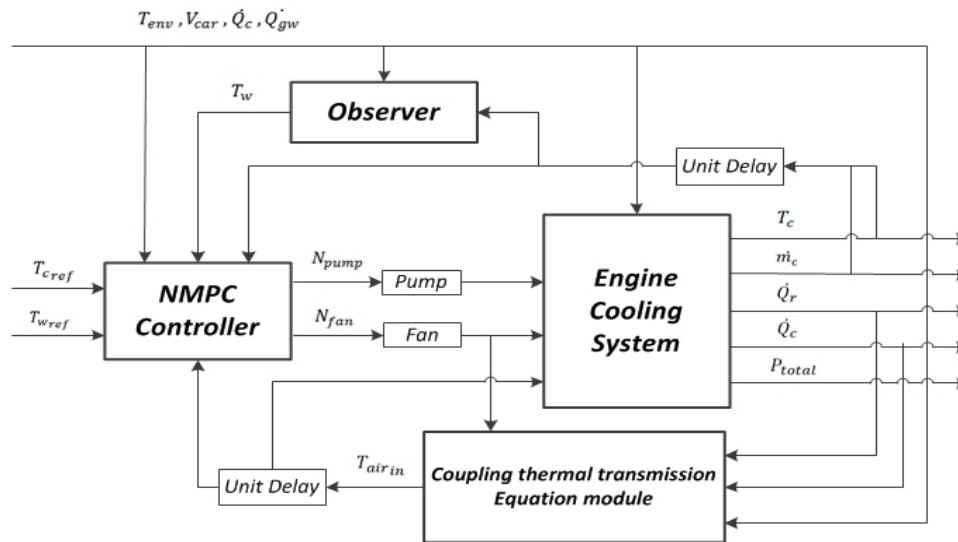 T_env , V_car , Q̇_c , Q̇_gw
T_w
Observer
Unit Delay
T_c
N_pump
ṁ_c
T_c_ref
NMPC
Controller
Pump
Engine
Cooling
System
Q̇_r
T_w_ref
N_fan
Fan
Q̇_c
P_total
T_air_in
Unit Delay
Coupling thermal transmission
Equation module